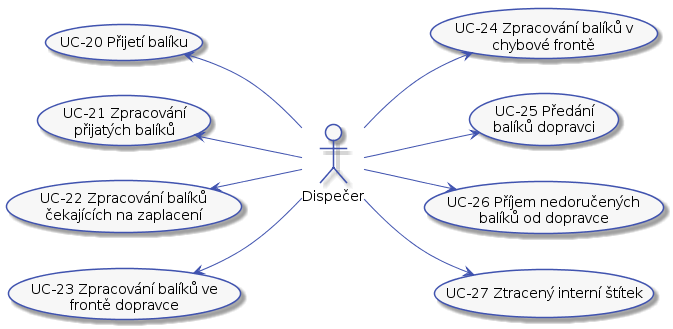 UC-20 Přijetí balíku
UC-21 Zpracování
přijatých balíků
UC-22 Zpracování balíků
čekajících na zaplacení
UC-23 Zpracování balíků ve
frontě dopravce
Dispečer
UC-24 Zpracování balíků v
chybové frontě
UC-25 Předání
balíků dopravci
UC-26 Příjem nedoručených
balíků od dopravce
UC-27 Ztracený interní štítek